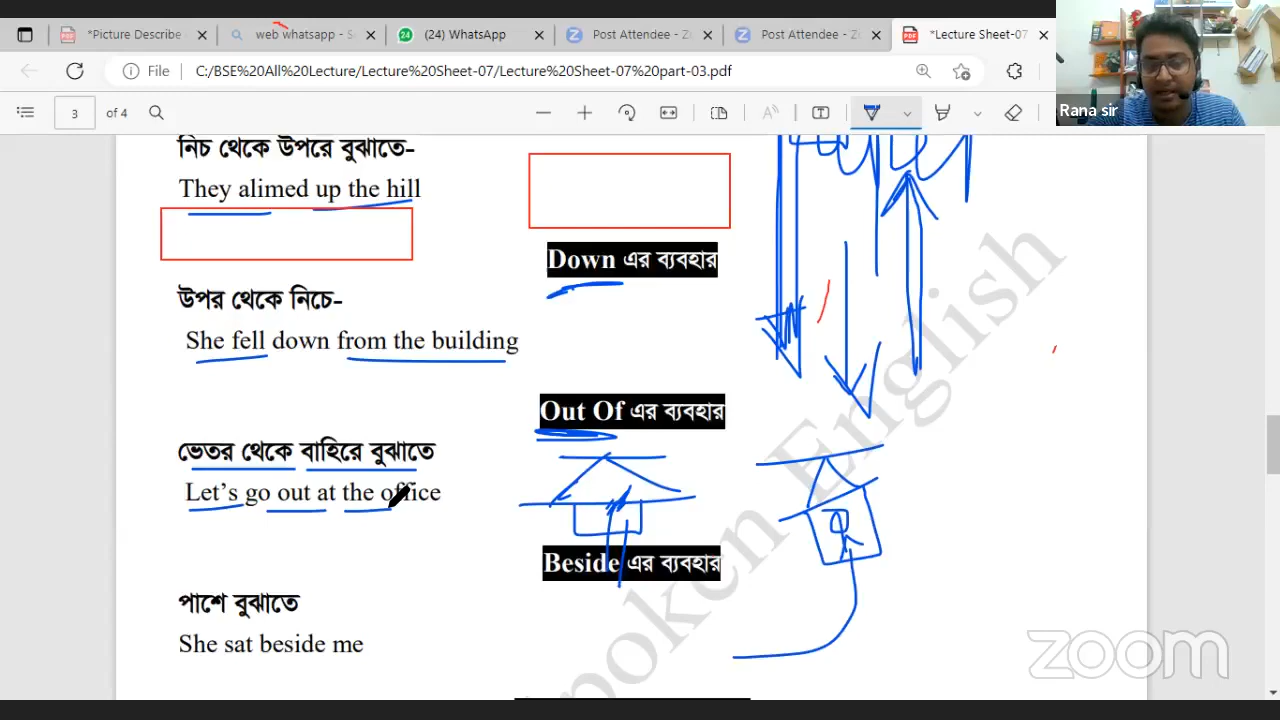 *Picture Describe
web whatsapp - S
(24) WhatsApp
Post Attendee - Z
Post Attendee - Z
*Lecture Sheet-07
File
C:/BSE%20All%20Lecture/Lecture%20Sheet-07/Lecture%20Sheet-07%20part-03.pdf
Rana sir
3 of 4
নিচ থেকে উপরে বুঝাতে-
They alimed up the hill
Down এর ব্যবহার
উপর থেকে নিচে-
She fell down from the building
Out Of এর ব্যবহার
ভেতর থেকে বাহিরে বুঝাতে
Let's go out at the office
Beside এর ব্যবহার
পাশে বুঝাতে
She sat beside me
Spoken English
zoom